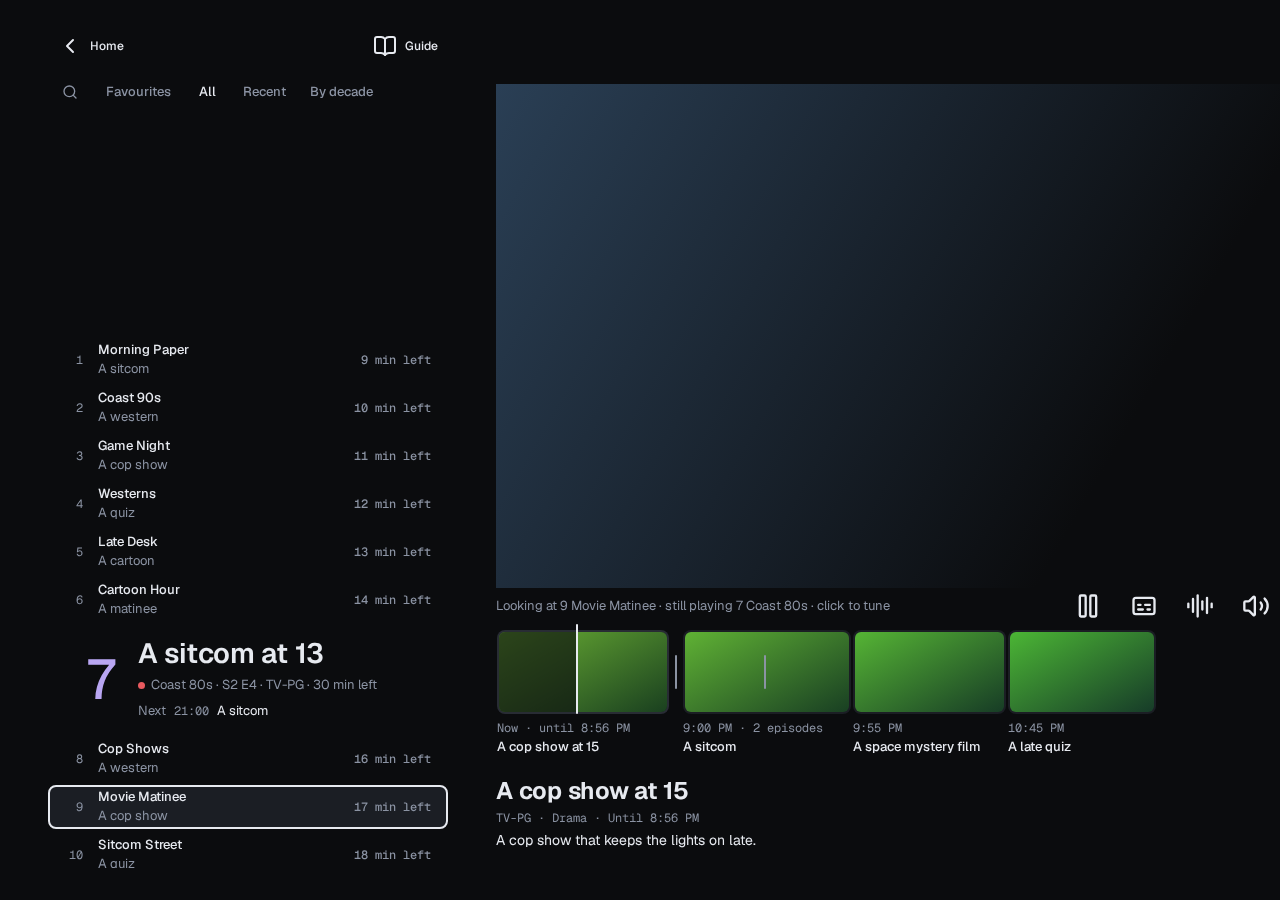 Home
Guide
Favourites
All
Recent
By decade
1
Morning Paper
A sitcom
9 min left
2
Coast 90s
A western
10 min left
3
Game Night
A cop show
11 min left
4
Westerns
A quiz
12 min left
5
Late Desk
A cartoon
13 min left
6
Cartoon Hour
A matinee
14 min left
7
A sitcom at 13
Coast 80s · S2 E4 · TV-PG · 30 min left
Next 21:00 A sitcom
8
Cop Shows
A western
16 min left
9
Movie Matinee
A cop show
17 min left
10
Sitcom Street
A quiz
18 min left
Looking at 9 Movie Matinee · still playing 7 Coast 80s · click to tune
Now · until 8:56 PM
A cop show at 15
9:00 PM · 2 episodes
A sitcom
9:55 PM
A space mystery film
10:45 PM
A late quiz
A cop show at 15
TV-PG · Drama · Until 8:56 PM
A cop show that keeps the lights on late.